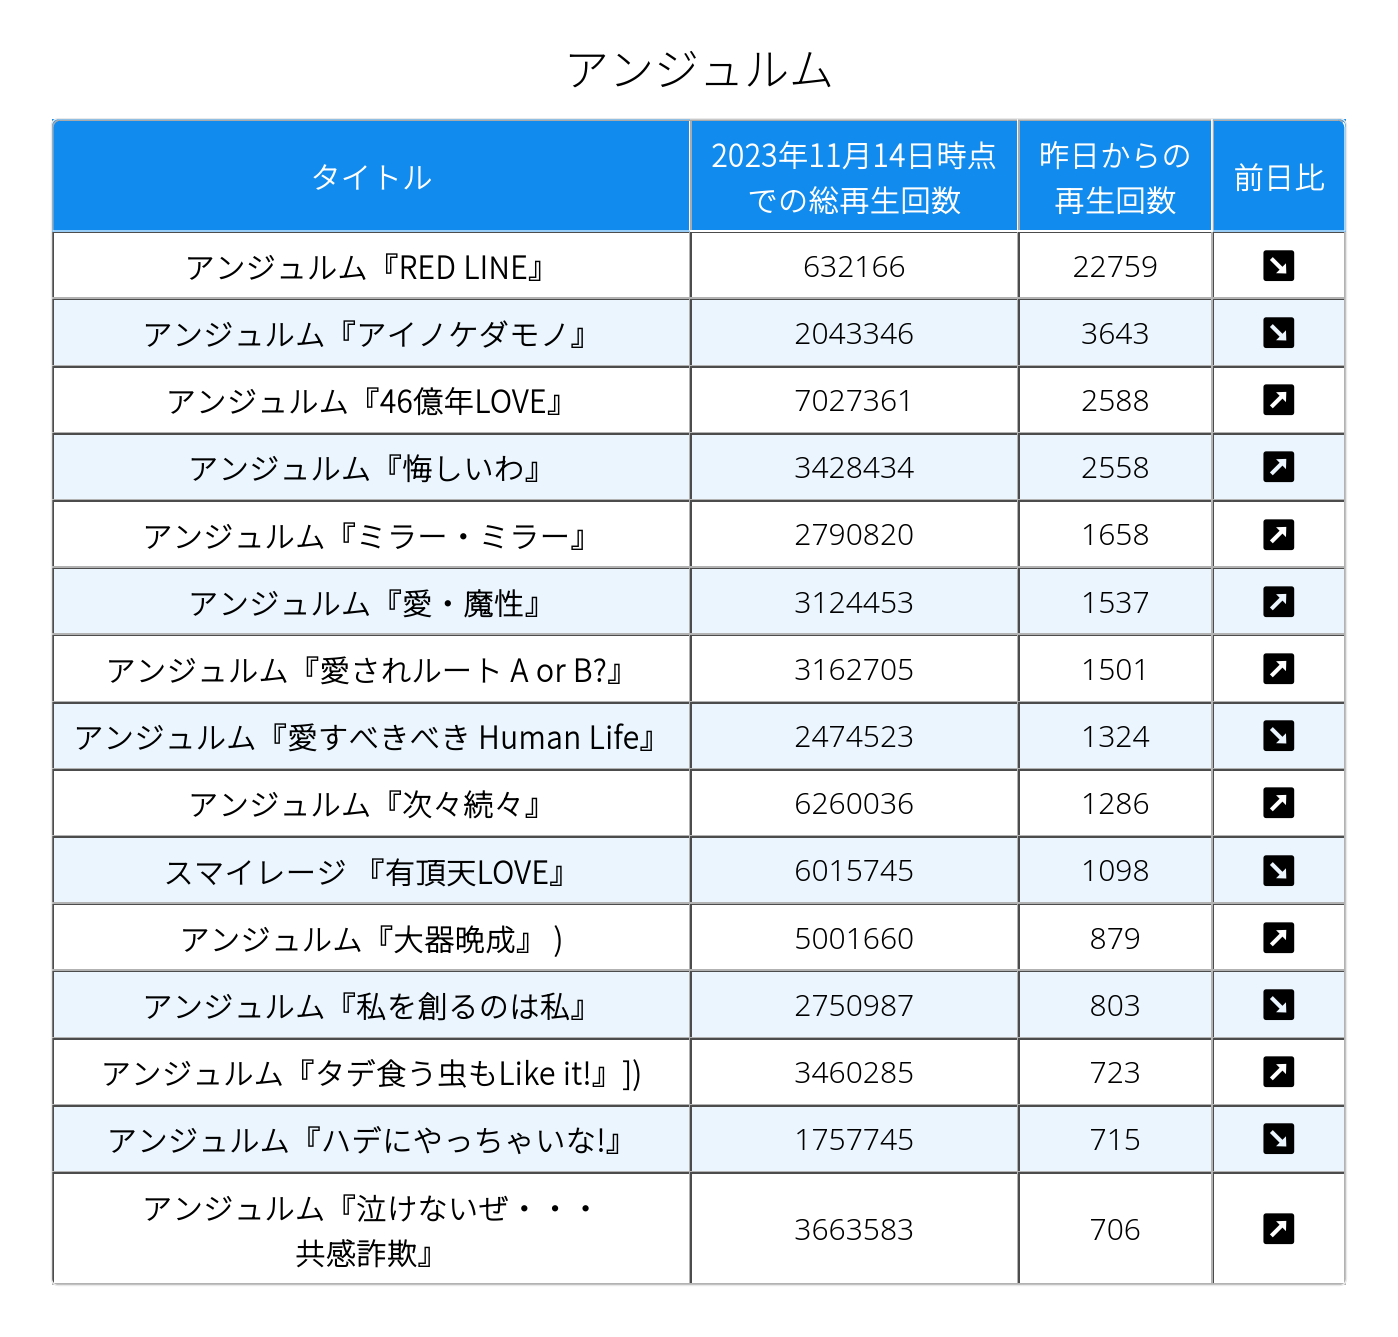 アンジュルム
タイトル
2023年11月14日時点
での総再生回数
昨日からの
再生回数
前日比
アンジュルム『RED LINE』 632166 22759
アンジュルム『アイノケダモノ』 2043346 3643
アンジュルム『46億年LOVE』 7027361 2588
アンジュルム『悔しいわ』 3428434 2558
アンジュルム『ミラー・ミラー』 2790820 1658
アンジュルム『愛・魔性』 3124453 1537
アンジュルム『愛されルート A or B?』 3162705 1501
アンジュルム『愛すべきべき Human Life』 2474523 1324
アンジュルム『次々続々』 6260036 1286
スマイレージ 『有頂天LOVE』 6015745 1098
アンジュルム『大器晩成』 ) 5001660 879
アンジュルム『私を創るのは私』 2750987 803
アンジュルム『タデ食う虫もLike it!』]) 3460285 723
アンジュルム『ハデにやっちゃいな!』 1757745 715
アンジュルム『泣けないぜ・・・
共感詐欺』 3663583 706